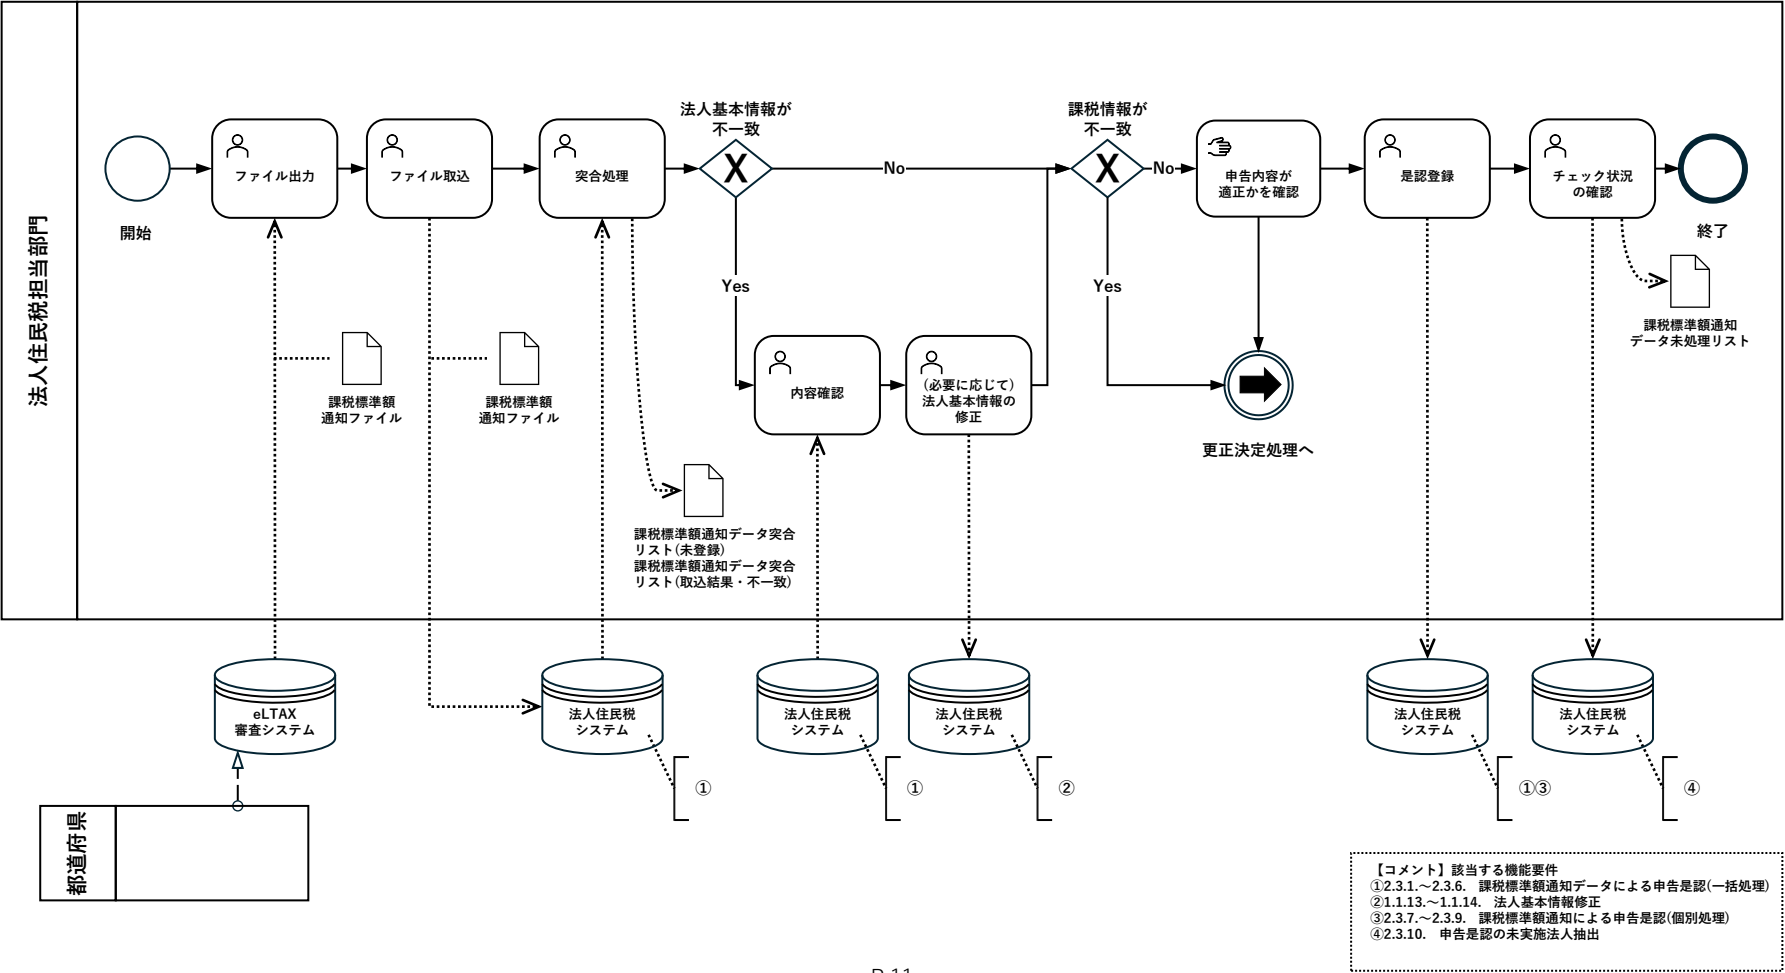 法人住民税担当部門
開始
ファイル出力
ファイル取込
突合処理
法人基本情報が
不一致
X
No
課税情報が
不一致
X
No
申告内容が
適正かを確認
是認登録
チェック状況
の確認
終了
Yes
Yes
課税標準額
通知ファイル
課税標準額
通知ファイル
内容確認
(必要に応じて)
法人基本情報の
修正
更正決定処理へ
課税標準額通知
データ未処理リスト
課税標準額通知データ突合
リスト(未登録)
課税標準額通知データ突合
リスト(取込結果・不一致)
eLTAX
審査システム
法人住民税
システム
法人住民税
システム
法人住民税
システム
法人住民税
システム
法人住民税
システム
①
①
②
①③
④
都道府県
【コメント】該当する機能要件
①2.3.1.～2.3.6. 課税標準額通知データによる申告是認(一括処理)
②1.1.13.～1.1.14. 法人基本情報修正
③2.3.7.～2.3.9. 課税標準額通知による申告是認(個別処理)
④2.3.10. 申告是認の未実施法人抽出